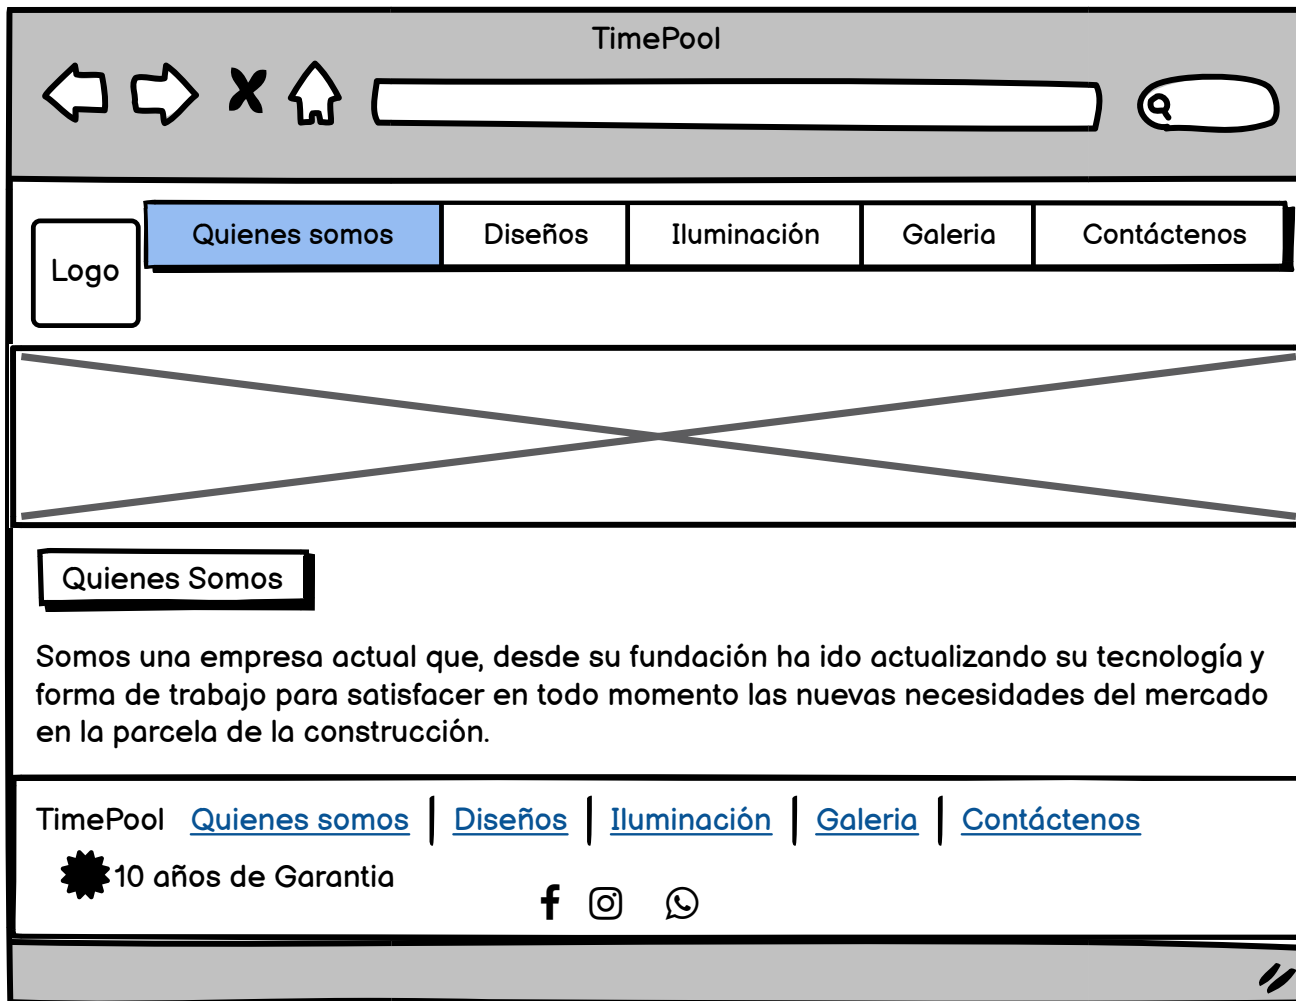 TimePool
Logo
Quienes somos Diseños Iluminación Galeria Contáctenos
Quienes Somos
Somos una empresa actual que, desde su fundación ha ido actualizando su tecnología y
forma de trabajo para satisfacer en todo momento las nuevas necesidades del mercado
en la parcela de la construcción.
TimePool Quienes somos Diseños Iluminación Galeria Contáctenos
10 años de Garantia